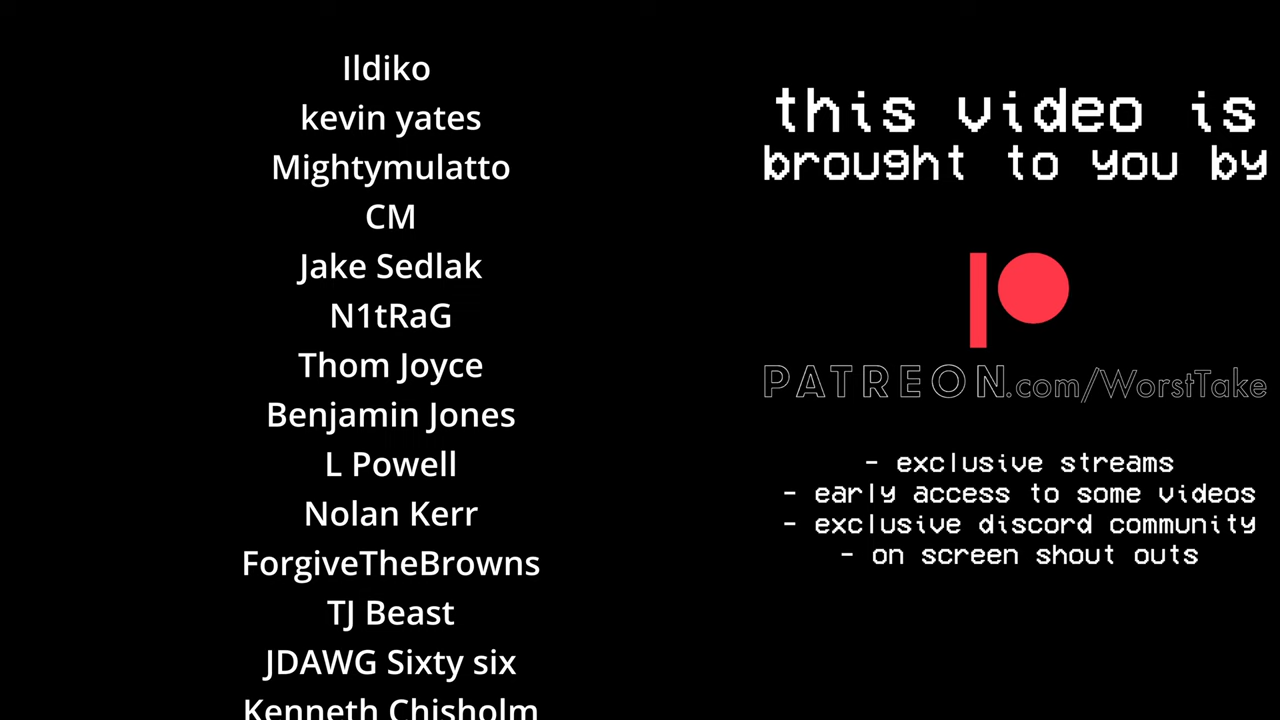 Ildiko
kevin yates
Mightymulatto
CM
Jake Sedlak
N1tRaG
Thom Joyce
Benjamin Jones
L Powell
Nolan Kerr
ForgiveTheBrowns
TJ Beast
JDAWG Sixty six
Kenneth Chisholm
this video is
brought to you by
PATREON.com/WorstTake
- exclusive streams
- early access to some videos
- exclusive discord community
- on screen shout outs